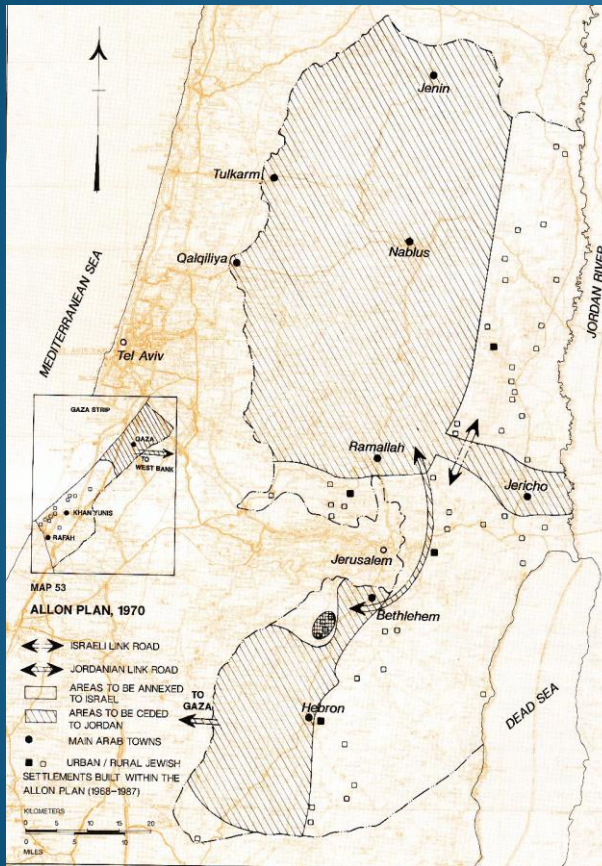 Jenin
Tulkarm
Nablus
Qalqiliya
MEDITERRANEAN SEA
JORDAN RIVER
Tel Aviv
GAZA STRIP
GAZA
TO
WEST BANK
KHAN YUNIS
RAFAH
Ramallah
Jericho
Jerusalem
Bethlehem
Hebron
DEAD SEA
TO
GAZA
MAP 53
ALLON PLAN, 1970
ISRAELI LINK ROAD
JORDANIAN LINK ROAD
AREAS TO BE ANNEXED
TO ISRAEL
AREAS TO BE CEDED
TO JORDAN
MAIN ARAB TOWNS
URBAN / RURAL JEWISH
SETTLEMENTS BUILT WITHIN THE
ALLON PLAN (1968–1987)
KILOMETERS
0 5 10 15 20
0 5 10
MILES